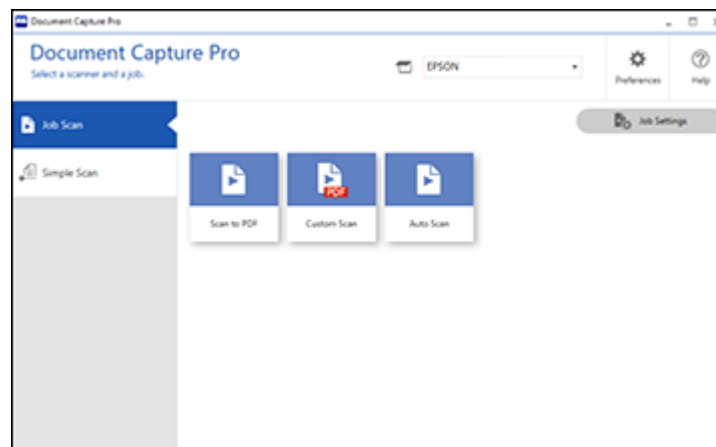 Document Capture Pro
Document Capture Pro
Select a scanner and a job.
EPSON
Preferences
Help
Job Scan
Job Settings
Simple Scan
Scan to PDF
PDF
Custom Scan
Auto Scan